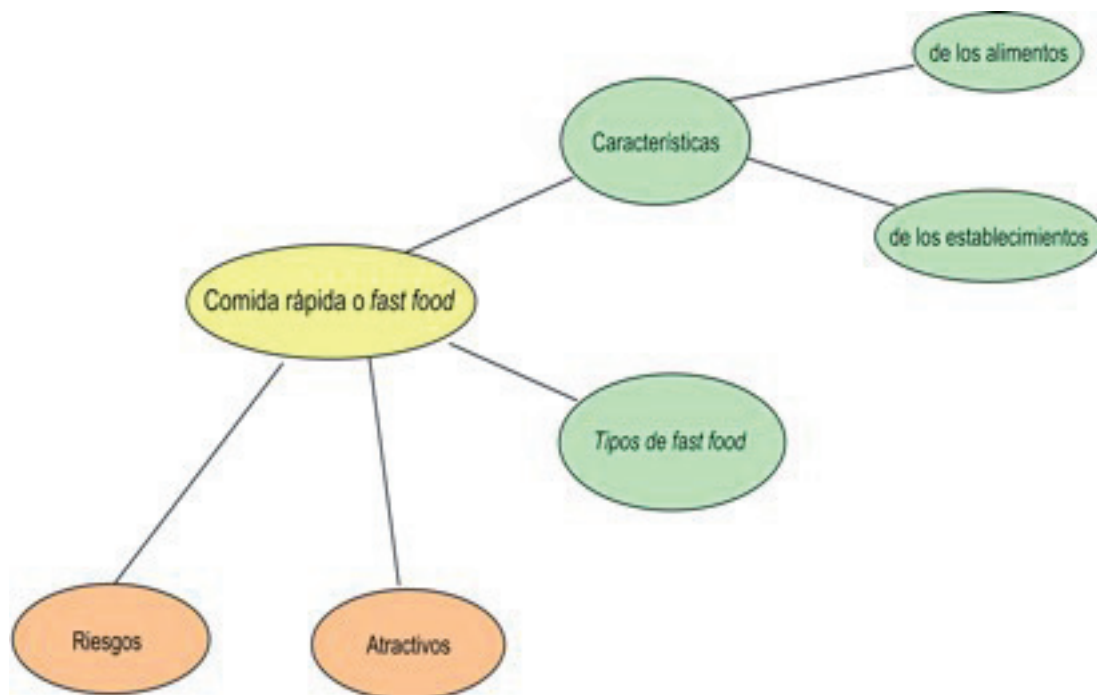 de los alimentos
Características
de los establecimientos
Comida rápida o fast food
Tipos de fast food
Riesgos
Atractivos